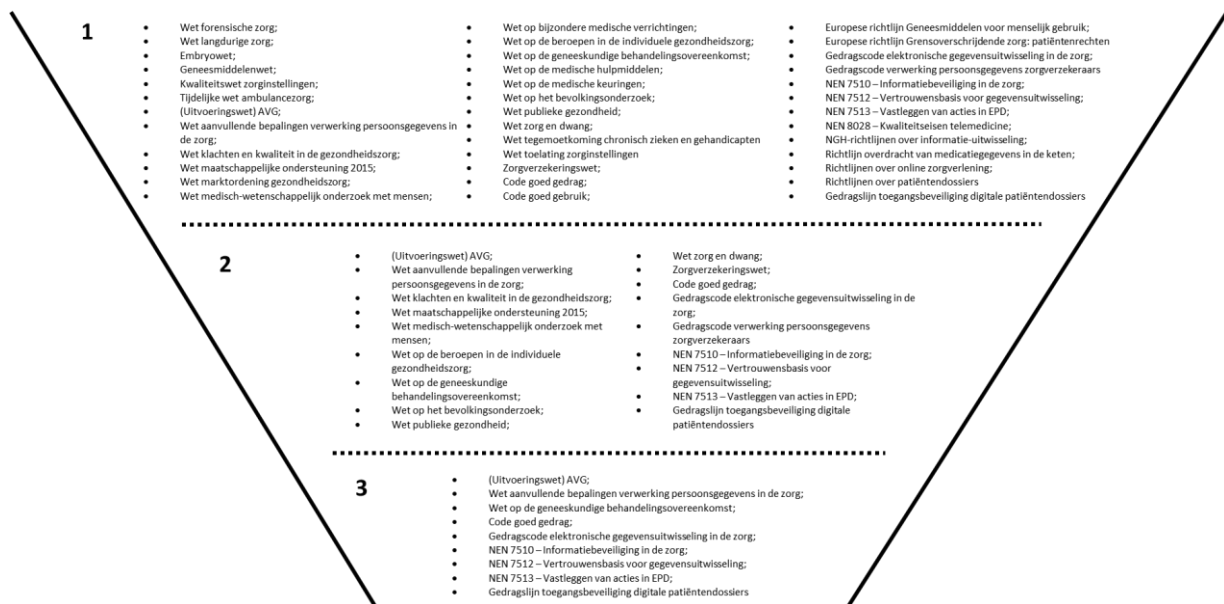 1
Wet forensische zorg;
Wet langdurige zorg;
Embryowet;
Geneesmiddelenwet;
Kwaliteitswet zorginstellingen;
Tijdelijke wet ambulancezorg;
(Uitvoeringswet) AVG;
Wet aanvullende bepalingen verwerking persoonsgegevens in
de zorg;
Wet klachten en kwaliteit in de gezondheidszorg;
Wet maatschappelijke ondersteuning 2015;
Wet marktordening gezondheidszorg;
Wet medisch-wetenschappelijk onderzoek met mensen;
Wet op bijzondere medische verrichtingen;
Wet op de beroepen in de individuele gezondheidszorg;
Wet op de geneeskundige behandelingsovereenkomst;
Wet op de medische hulpmiddelen;
Wet op de medische keuringen;
Wet op het bevolkingsonderzoek;
Wet publieke gezondheid;
Wet zorg en dwang;
Wet tegemoetkoming chronisch zieken en gehandicapten
Wet toelating zorginstellingen
Zorgverzekeringswet;
Code goed gedrag;
Code goed gebruik;
Europese richtlijn Geneesmiddelen voor menselijk gebruik;
Europese richtlijn Grensoverschrijdende zorg: patiëntenrechten
Gedragscode elektronische gegevensuitwisseling in de zorg;
Gedragscode verwerking persoonsgegevens zorgverzekeraars
NEN 7510 – Informatiebeveiliging in de zorg;
NEN 7512 – Vertrouwensbasis voor gegevensuitwisseling;
NEN 7513 – Vastleggen van acties in EPD;
NEN 8028 – Kwaliteitseisen telemedicine;
NGH-richtlijnen over informatie-uitwisseling;
Richtlijn overdracht van medicatiegegevens in de keten;
Richtlijnen over online zorgverlening;
Richtlijnen over patiëntendossiers
Gedragslijn toegangsbeveiliging digitale patiëntendossiers
2
(Uitvoeringswet) AVG;
Wet aanvullende bepalingen verwerking
persoonsgegevens in de zorg;
Wet klachten en kwaliteit in de gezondheidszorg;
Wet maatschappelijke ondersteuning 2015;
Wet medisch-wetenschappelijk onderzoek met
mensen;
Wet op de beroepen in de individuele
gezondheidszorg;
Wet op de geneeskundige
behandelingsovereenkomst;
Wet op het bevolkingsonderzoek;
Wet publieke gezondheid;
Wet zorg en dwang;
Zorgverzekeringswet;
Code goed gedrag;
Gedragscode elektronische gegevensuitwisseling in de
zorg;
Gedragscode verwerking persoonsgegevens
zorgverzekeraars
NEN 7510 – Informatiebeveiliging in de zorg;
NEN 7512 – Vertrouwensbasis voor
gegevensuitwisseling;
NEN 7513 – Vastleggen van acties in EPD;
Gedragslijn toegangsbeveiliging digitale
patiëntendossiers
3
(Uitvoeringswet) AVG;
Wet aanvullende bepalingen verwerking persoonsgegevens in de zorg;
Wet op de geneeskundige behandelingsovereenkomst;
Code goed gedrag;
Gedragscode elektronische gegevensuitwisseling in de zorg;
NEN 7510 – Informatiebeveiliging in de zorg;
NEN 7512 – Vertrouwensbasis voor gegevensuitwisseling;
NEN 7513 – Vastleggen van acties in EPD;
Gedragslijn toegangsbeveiliging digitale patiëntendossiers